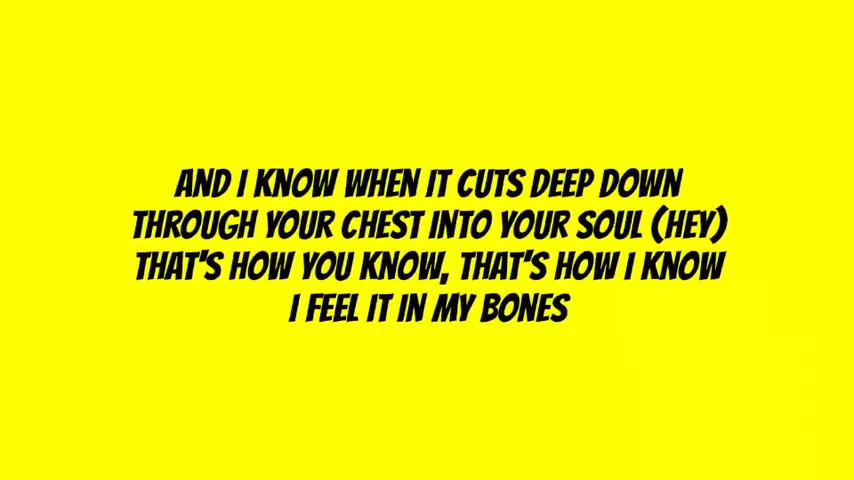 AND I KNOW WHEN IT CUTS DEEP DOWN
THROUGH YOUR CHEST INTO YOUR SOUL (HEY)
THAT'S HOW YOU KNOW, THAT'S HOW I KNOW
I FEEL IT IN MY BONES